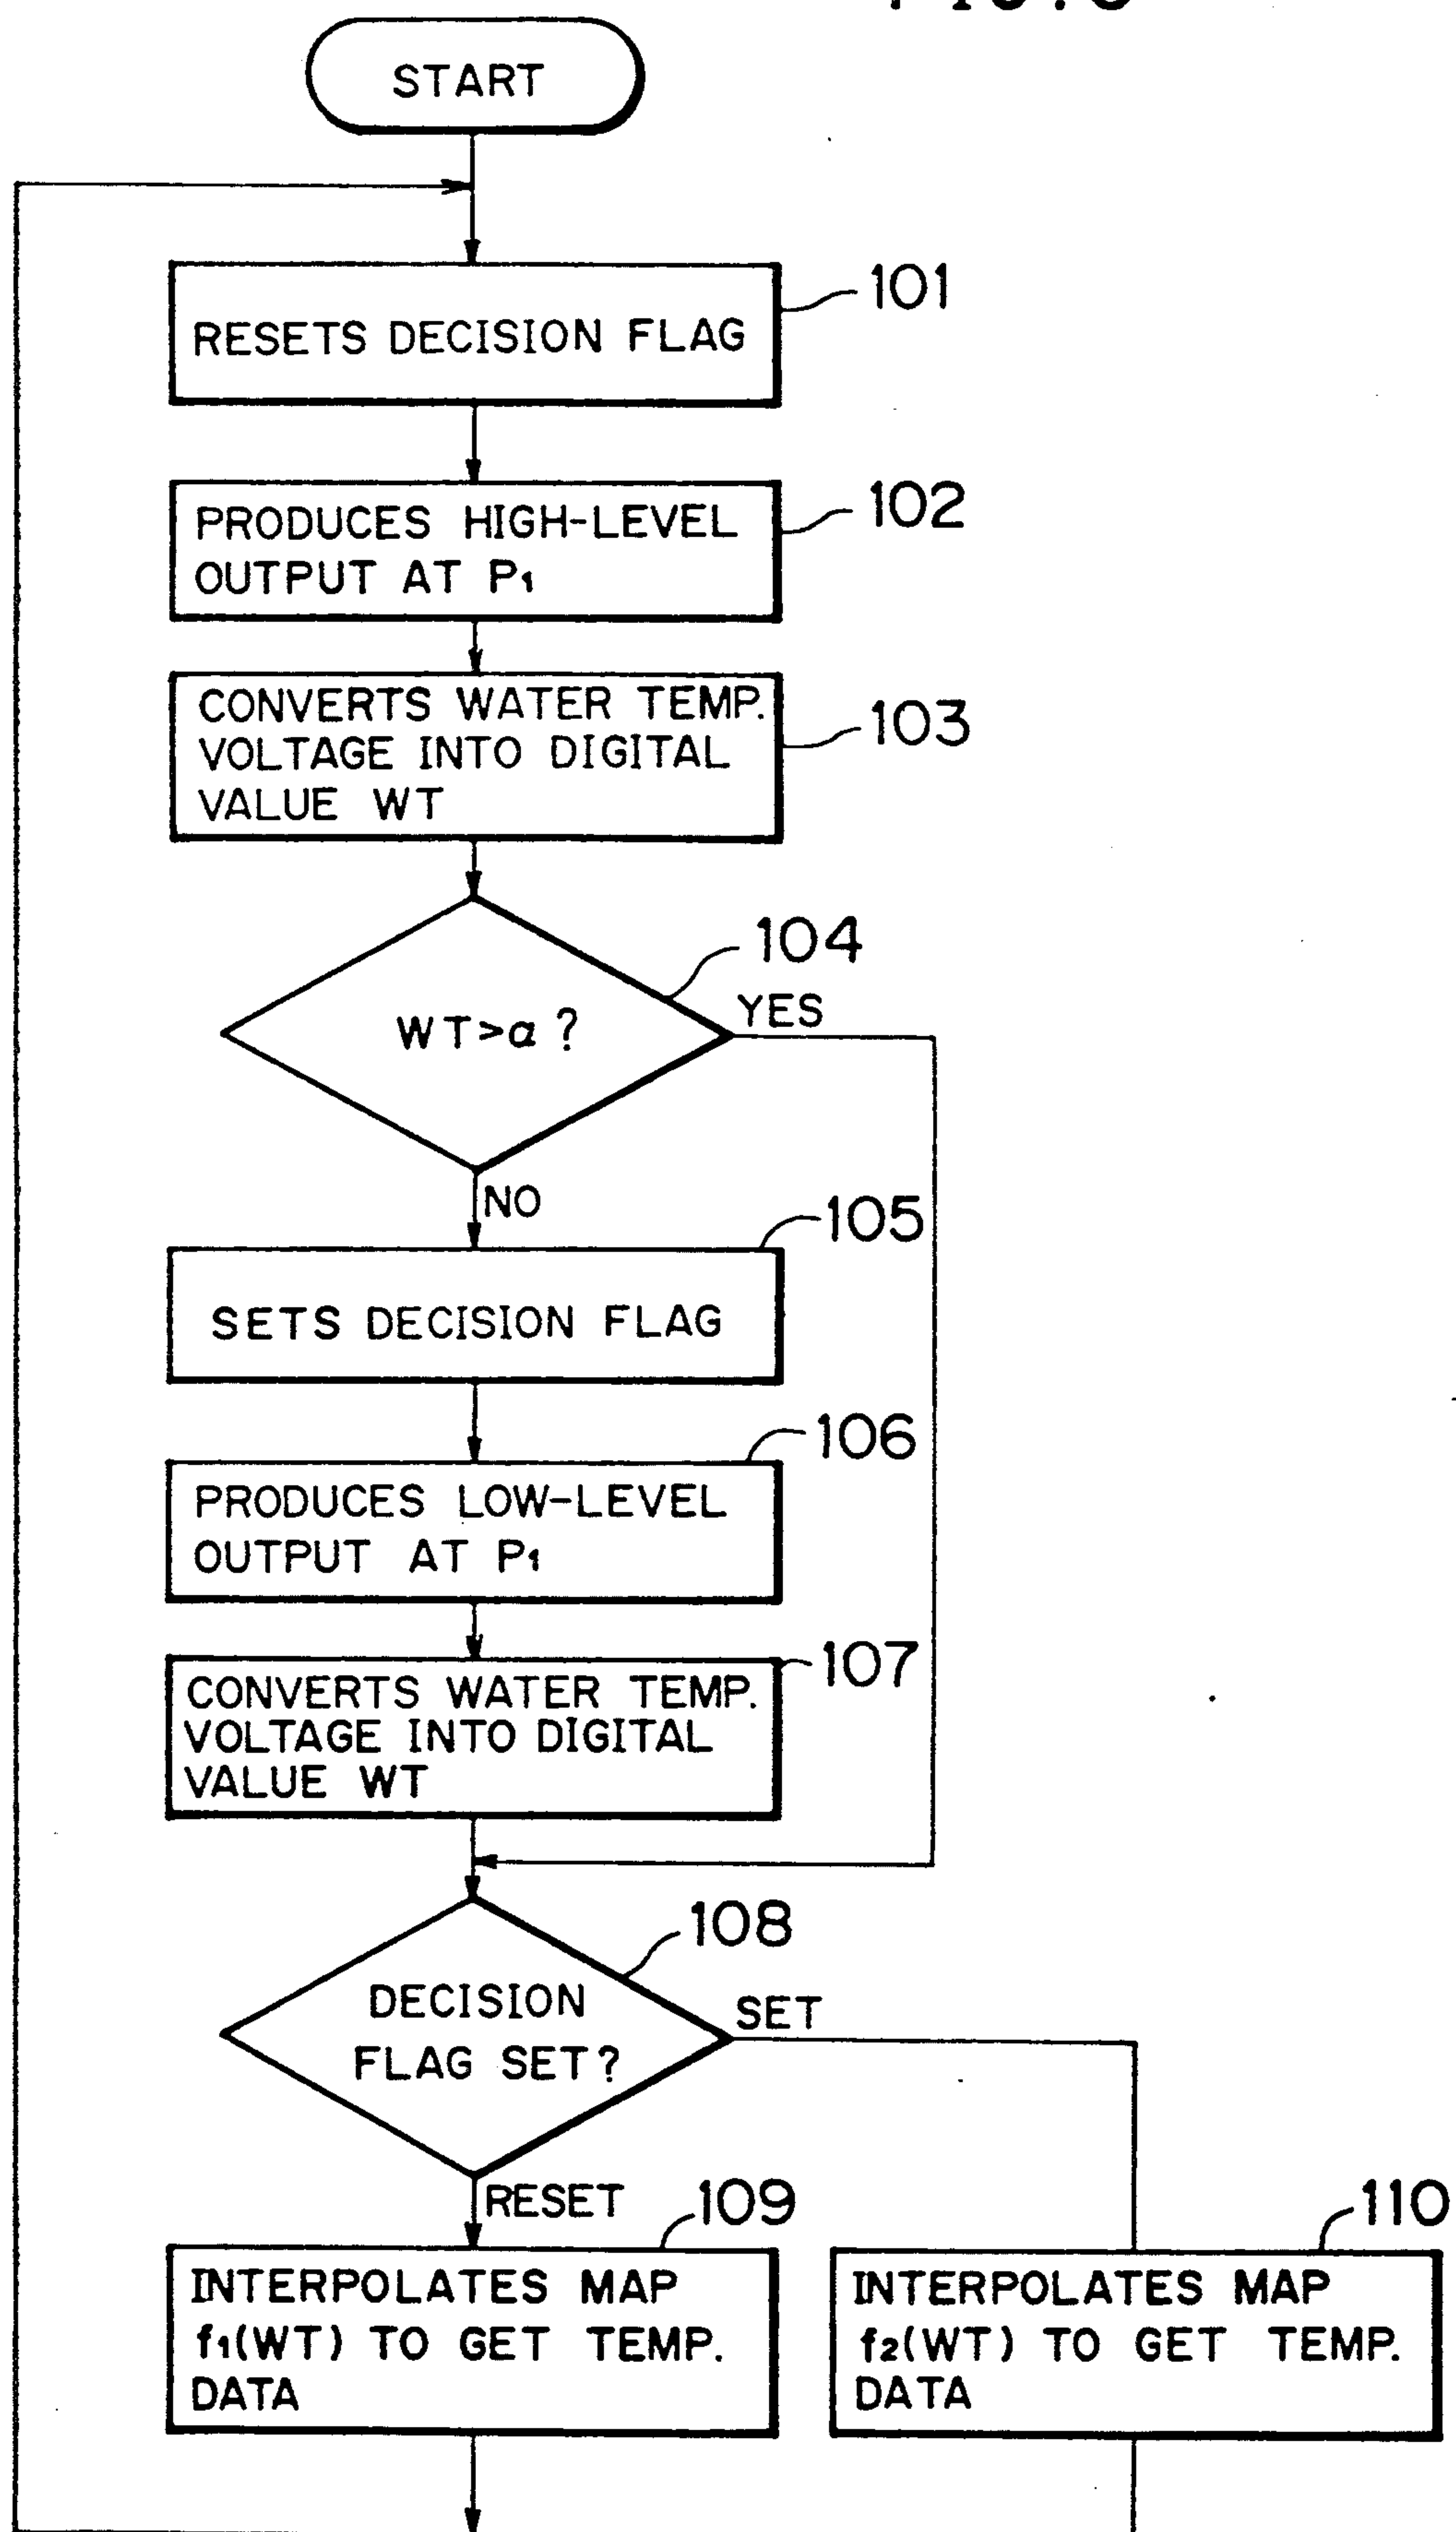 START
101
RESETS DECISION FLAG
102
PRODUCES HIGH-LEVEL
OUTPUT AT P₁
103
CONVERTS WATER TEMP.
VOLTAGE INTO DIGITAL
VALUE WT
104
WT>α ?
YES
NO
105
SETS DECISION FLAG
106
PRODUCES LOW-LEVEL
OUTPUT AT P₁
107
CONVERTS WATER TEMP.
VOLTAGE INTO DIGITAL
VALUE WT
108
DECISION
FLAG SET?
SET
RESET
109
INTERPOLATES MAP
f₁(WT) TO GET TEMP.
DATA
110
INTERPOLATES MAP
f₂(WT) TO GET TEMP.
DATA